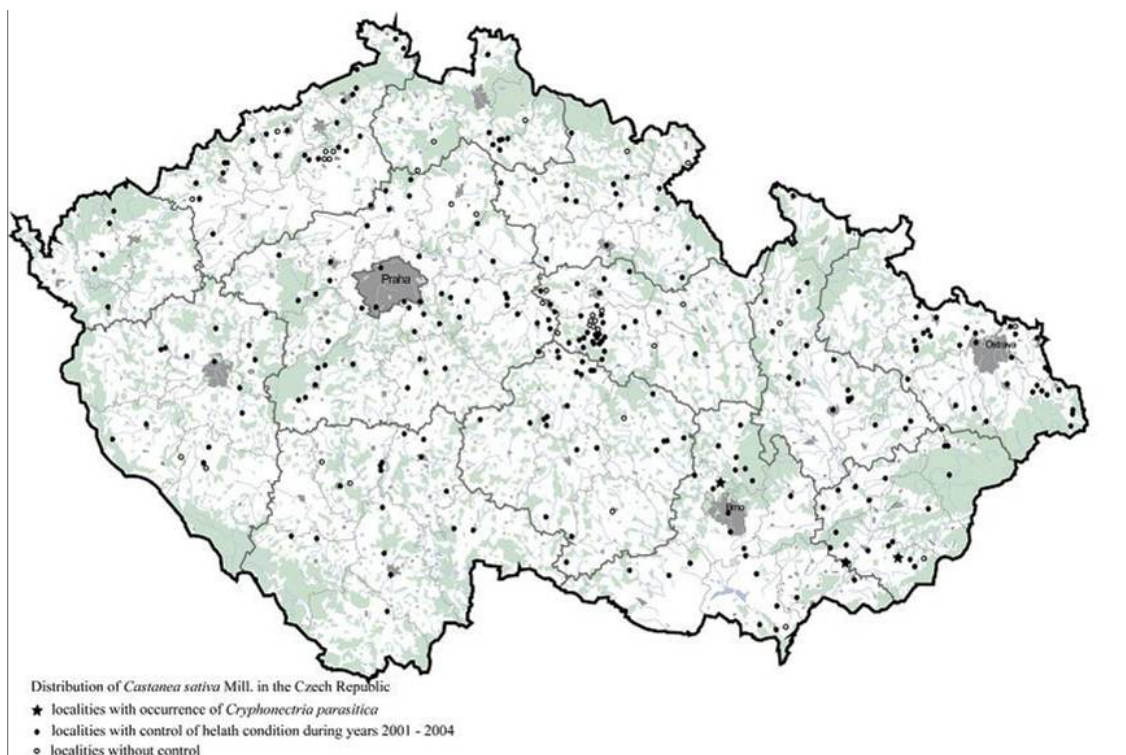 Praha
Ostrava
Brno
Distribution of Castanea sativa Mill. in the Czech Republic
localities with occurrence of Cryphonectria parasitica
localities with control of helath condition during years 2001 - 2004
localities without control